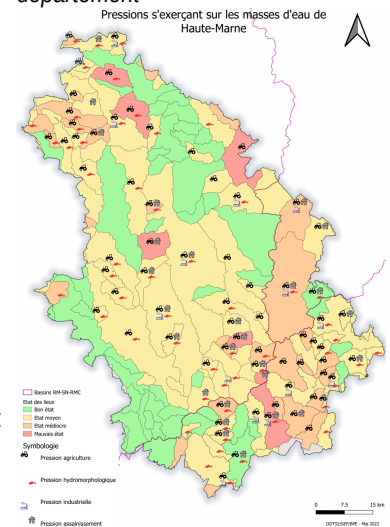 département
Pressions s'exerçant sur les masses d'eau de
Haute-Marne
Bassins RM-SN-RMC
Etat des lieux
Bon état
Etat moyen
Etat médiocre
Mauvais état
Symbologie
Pression agriculture
Pression hydromorphologique
Pression industrielle
Pression assainissement
0 7.5 15 km
DDT52/SEF/BPE - Mai 2022